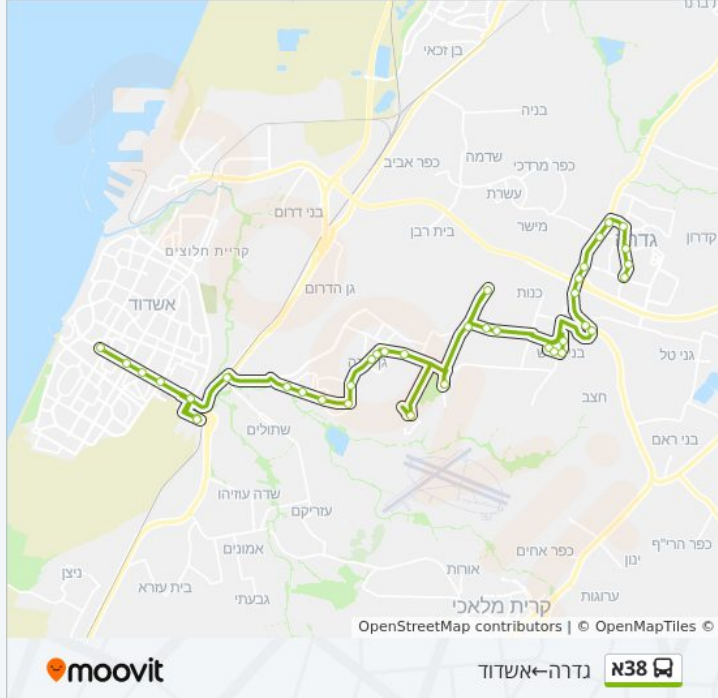 בן זכאי
בניה
שדמה
כפר מרדכי
כפר אביב
עשרת
בני דרום
מישר
בית רבן
גדרה
קדרון
קריית חלוצים
גן הדרום
כנות
אשדוד
גני טל
חצב
שתולים
בני ראם
שדה עוזיהו
עזריקם
אמונים
כפר אחים
כפר הרי"ף
ינון
ניצן
בית עזרא
אורות
גבעתי
קרית מלאכי
ערוגות
OpenStreetMap contributors | © OpenMapTiles ©
moovit
גדרה←אשדוד
38א